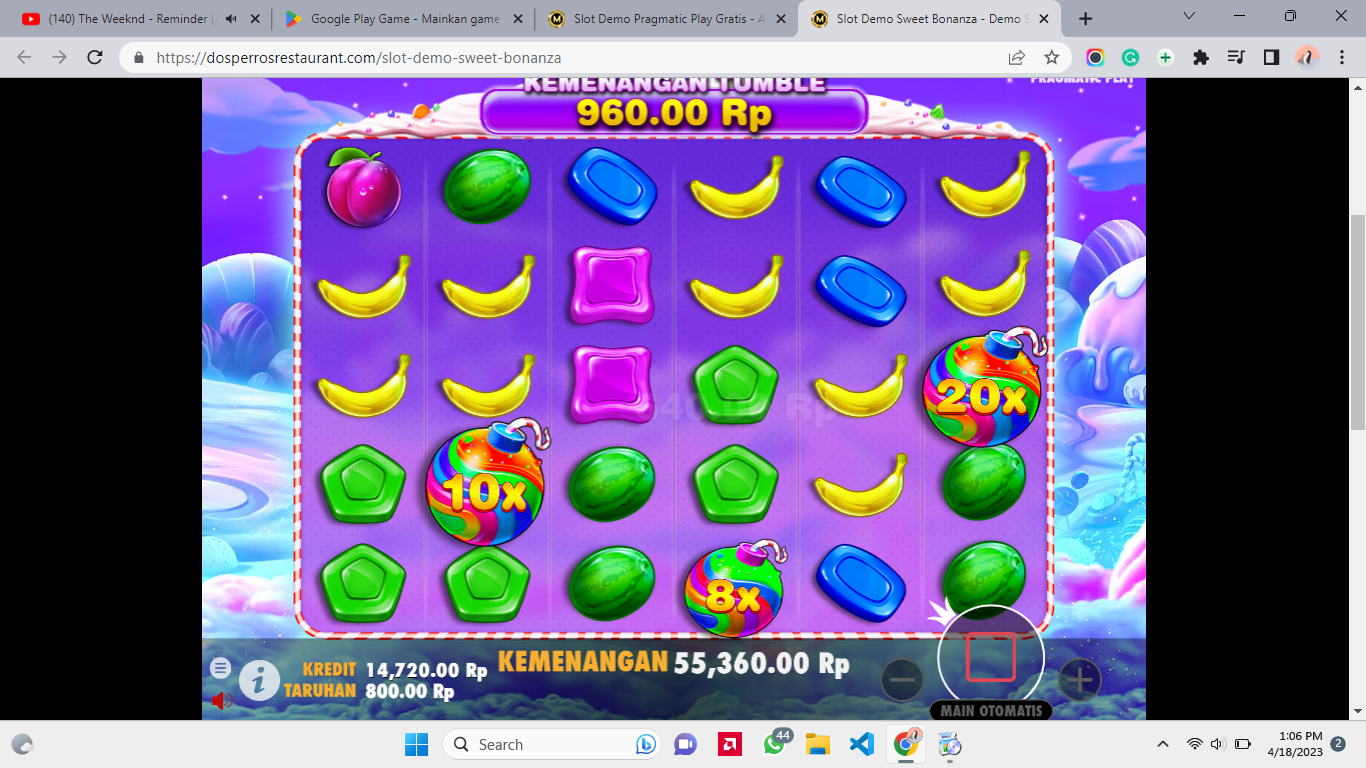 (140) The Weeknd - Reminder (
Google Play Game - Mainkan game
Slot Demo Pragmatic Play Gratis - A
Slot Demo Sweet Bonanza - Demo S
https://dosperrosrestaurant.com/slot-demo-sweet-bonanza
KEMENANGAN TUMBLE
PRAGMATIC PLAY
960.00 Rp
20x
10x
8x
KREDIT 14,720.00 Rp
TARUHAN 800.00 Rp
KEMENANGAN 55,360.00 Rp
MAIN OTOMATIS
Search
44
1:06 PM
4/18/2023
2